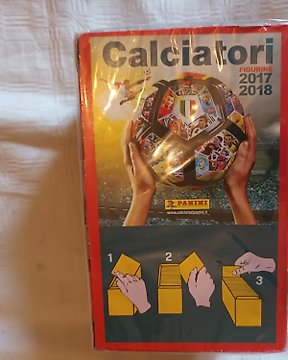 Calciatori
FIGURINE
2017
2018
PANINI
www.calciatoripanini.it
1
2
3